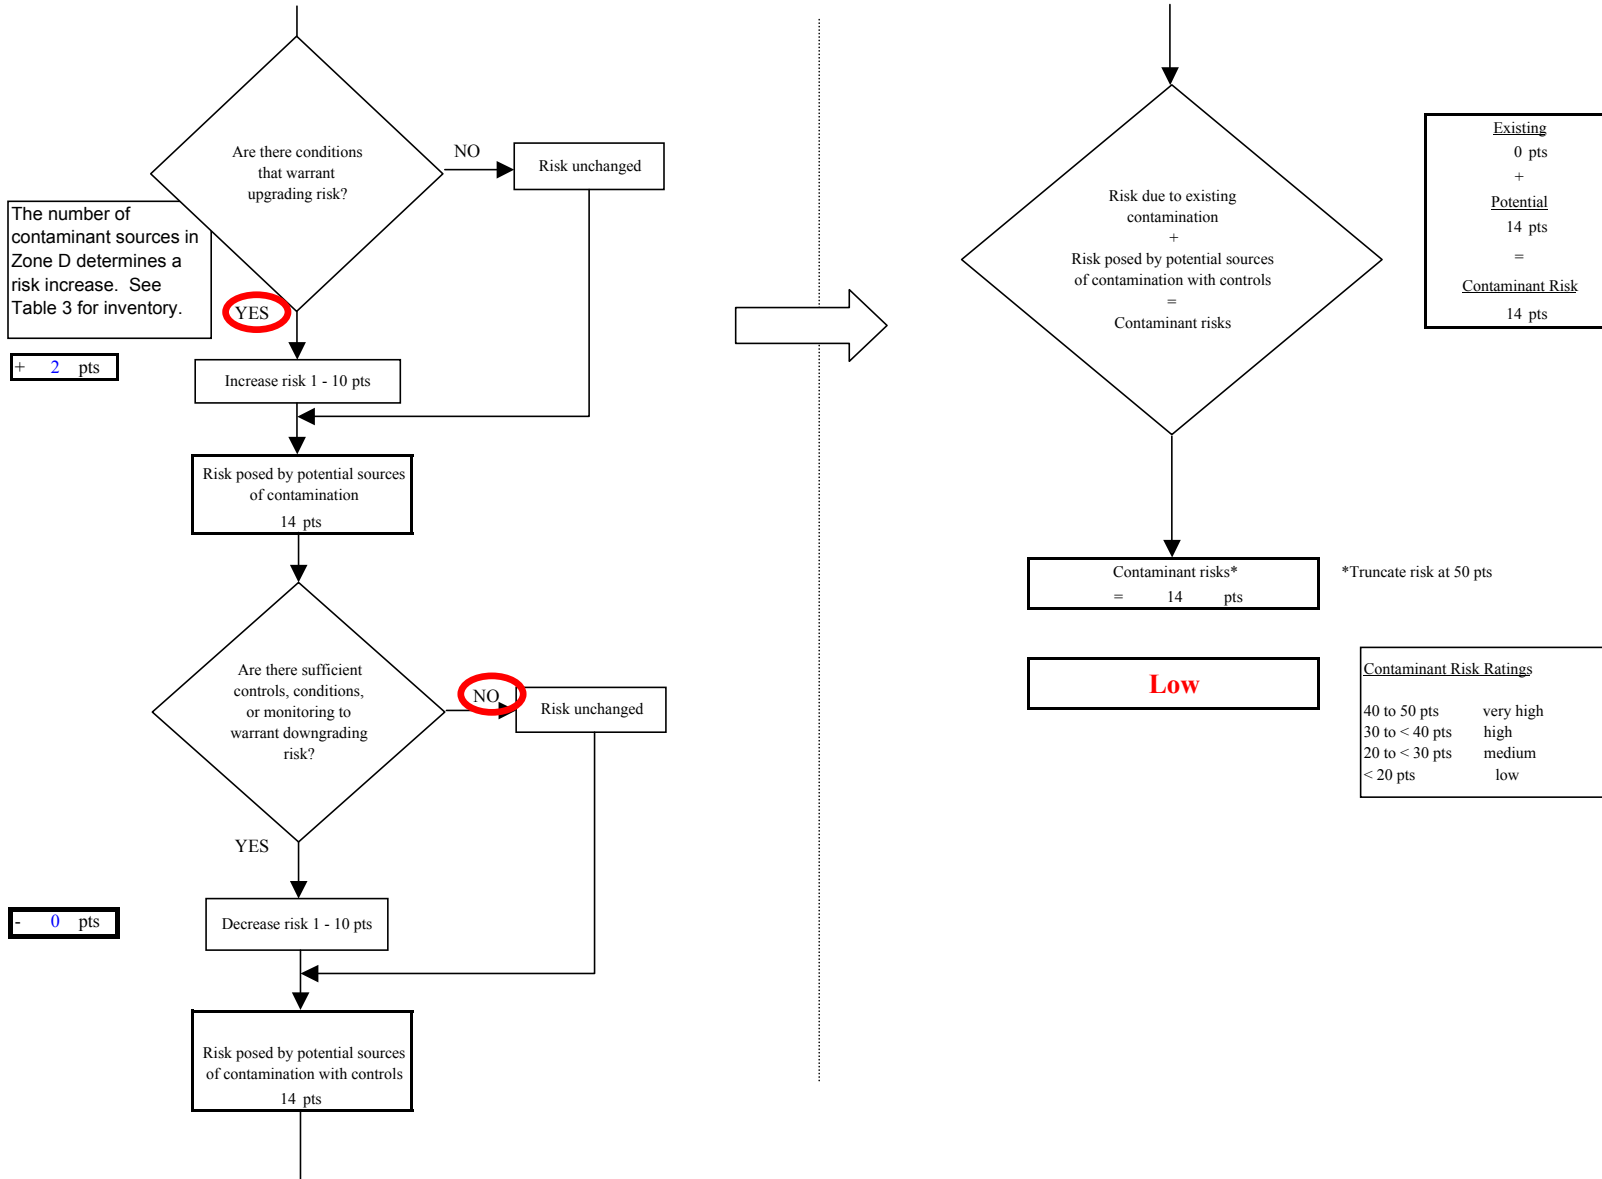 Are there conditions
that warrant
upgrading risk?
NO
Risk unchanged
The number of
contaminant sources in
Zone D determines a
risk increase. See
Table 3 for inventory.
YES
+ 2 pts
Increase risk 1 - 10 pts
Risk posed by potential sources
of contamination
14 pts
Are there sufficient
controls, conditions,
or monitoring to
warrant downgrading
risk?
NO
Risk unchanged
YES
- 0 pts
Decrease risk 1 - 10 pts
Risk posed by potential sources
of contamination with controls
14 pts
Risk due to existing
contamination
+
Risk posed by potential sources
of contamination with controls
=
Contaminant risks
Existing
0 pts
+
Potential
14 pts
=
Contaminant Risk
14 pts
Contaminant risks*
= 14 pts
*Truncate risk at 50 pts
Low
Contaminant Risk Ratings
40 to 50 pts very high
30 to < 40 pts high
20 to < 30 pts medium
< 20 pts low